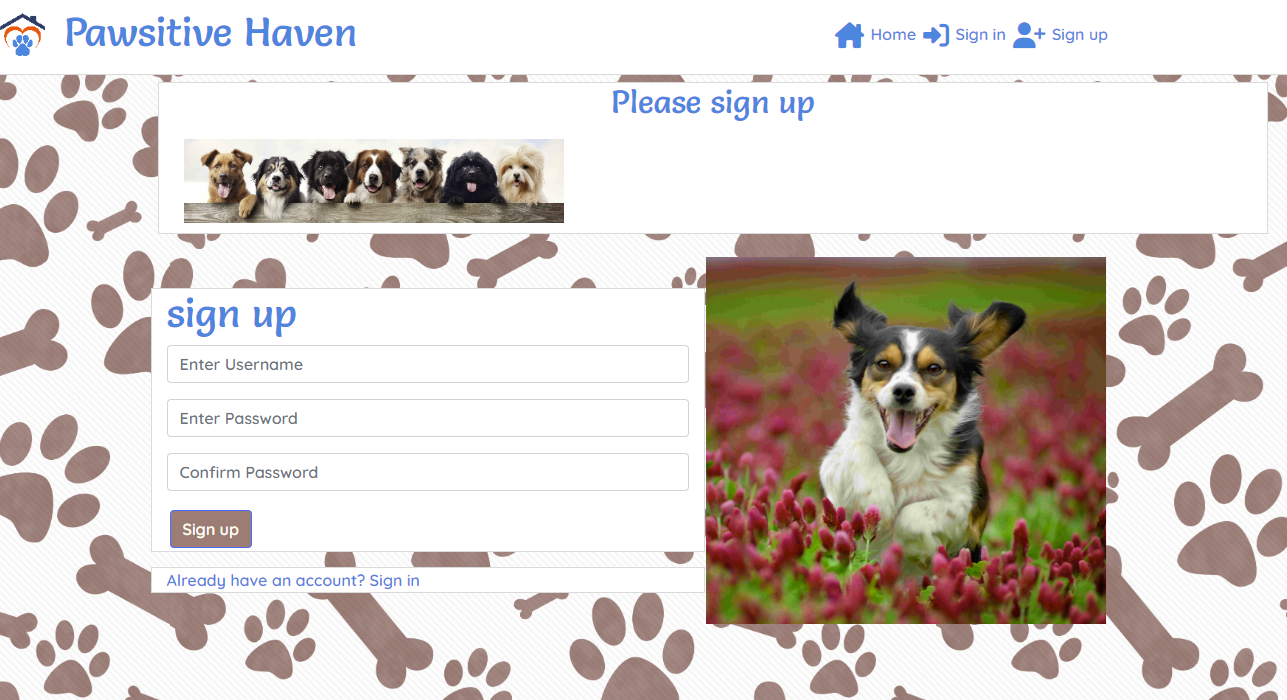 Pawsitive Haven
Home Sign in Sign up
Please sign up
sign up
Enter Username
Enter Password
Confirm Password
Sign up
Already have an account? Sign in